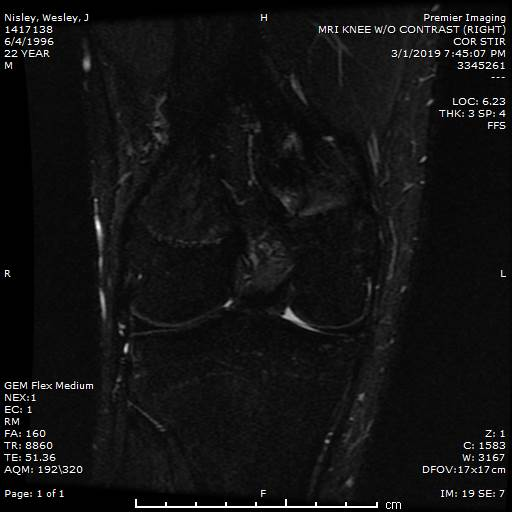 Nisley, Wesley, J
1417138
6/4/1996
22 YEAR
M
H
Premier Imaging
MRI KNEE W/O CONTRAST (RIGHT)
COR STIR
3/1/2019 7:45:07 PM
3345261
---
LOC: 6.23
THK: 3 SP: 4
FFS
R
L
GEM Flex Medium
NEX:1
EC: 1
RM
FA: 160
TR: 8860
TE: 51.36
AQM: 192\320
Page: 1 of 1
F
cm
Z: 1
C: 1583
W: 3167
DFOV:17x17cm
IM: 19 SE: 7